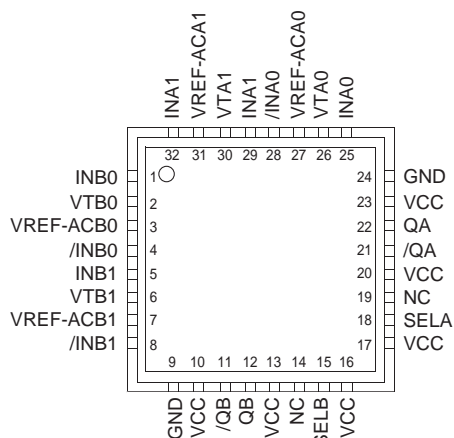 INA1
VREF-ACA1
VTA1
INA1
/INA0
VREF-ACA0
VTA0
INA0
32 31 30 29 28 27 26 25
INB0 1
VTB0 2
VREF-ACB0 3
/INB0 4
INB1 5
VTB1 6
VREF-ACB1 7
/INB1 8
24 GND
23 VCC
22 QA
21 /QA
20 VCC
19 NC
18 SELA
17 VCC
9 10 11 12 13 14 15 16
GND
VCC
/QB
QB
VCC
NC
SELB
VCC